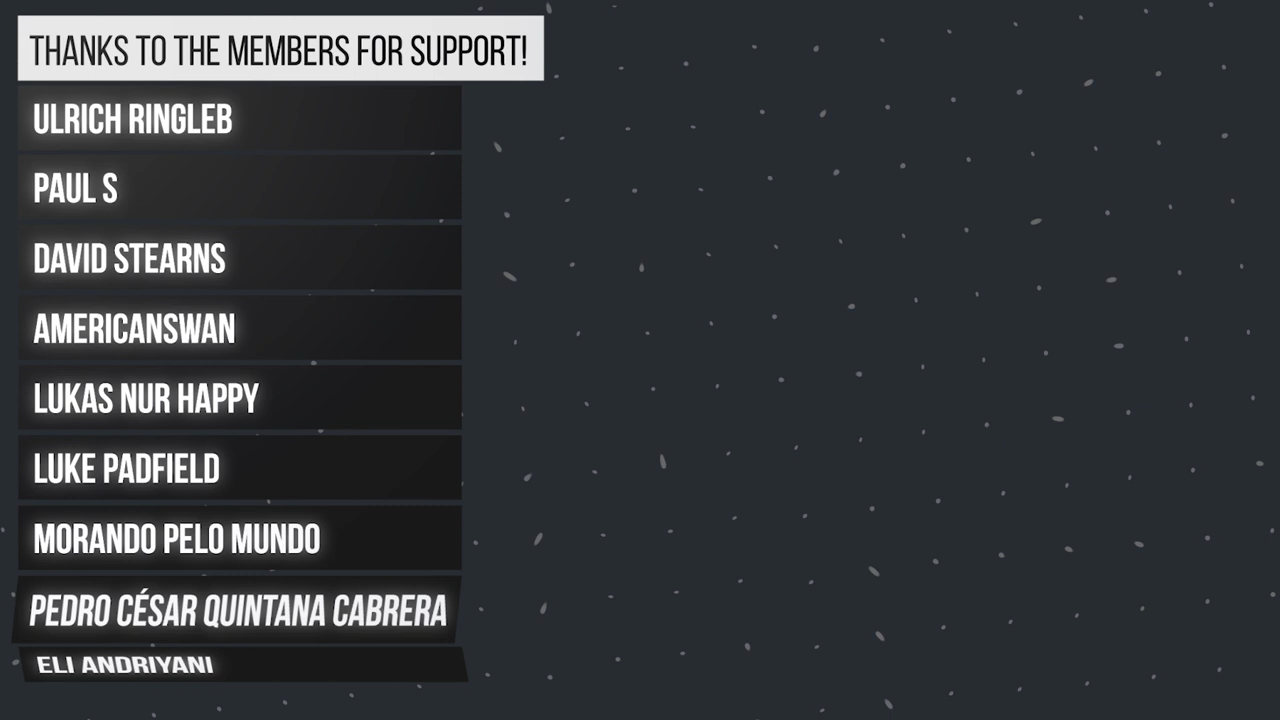 THANKS TO THE MEMBERS FOR SUPPORT!
ULRICH RINGLEB
PAUL S
DAVID STEARNS
AMERICANSWAN
LUKAS NUR HAPPY
LUKE PADFIELD
MORANDO PELO MUNDO
PEDRO CÉSAR QUINTANA CABRERA
ELI ANDRIYANI